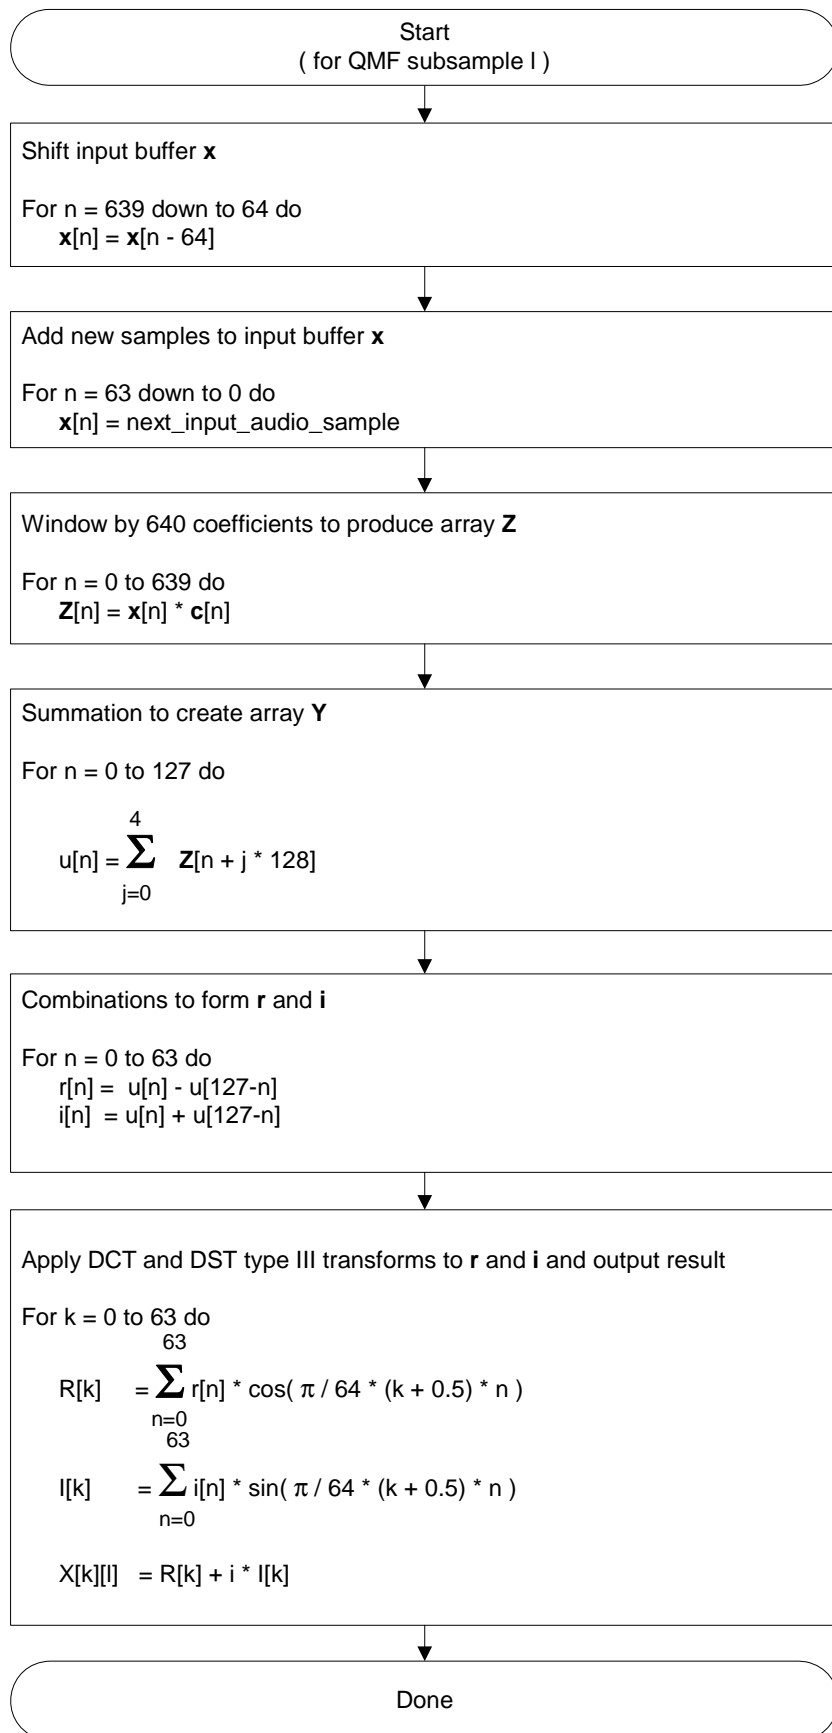 Start
( for QMF subsample l )
Shift input buffer x
For n = 639 down to 64 do
x[n] = x[n - 64]
Add new samples to input buffer x
For n = 63 down to 0 do
x[n] = next_input_audio_sample
Window by 640 coefficients to produce array Z
For n = 0 to 639 do
Z[n] = x[n] * c[n]
Summation to create array Y
For n = 0 to 127 do
4
u[n] = Σ Z[n + j * 128]
j=0
Combinations to form r and i
For n = 0 to 63 do
r[n] = u[n] - u[127-n]
i[n] = u[n] + u[127-n]
Apply DCT and DST type III transforms to r and i and output result
For k = 0 to 63 do
63
R[k] = Σ r[n] * cos( π / 64 * (k + 0.5) * n )
n=0
63
I[k] = Σ i[n] * sin( π / 64 * (k + 0.5) * n )
n=0
X[k][l] = R[k] + i * I[k]
Done